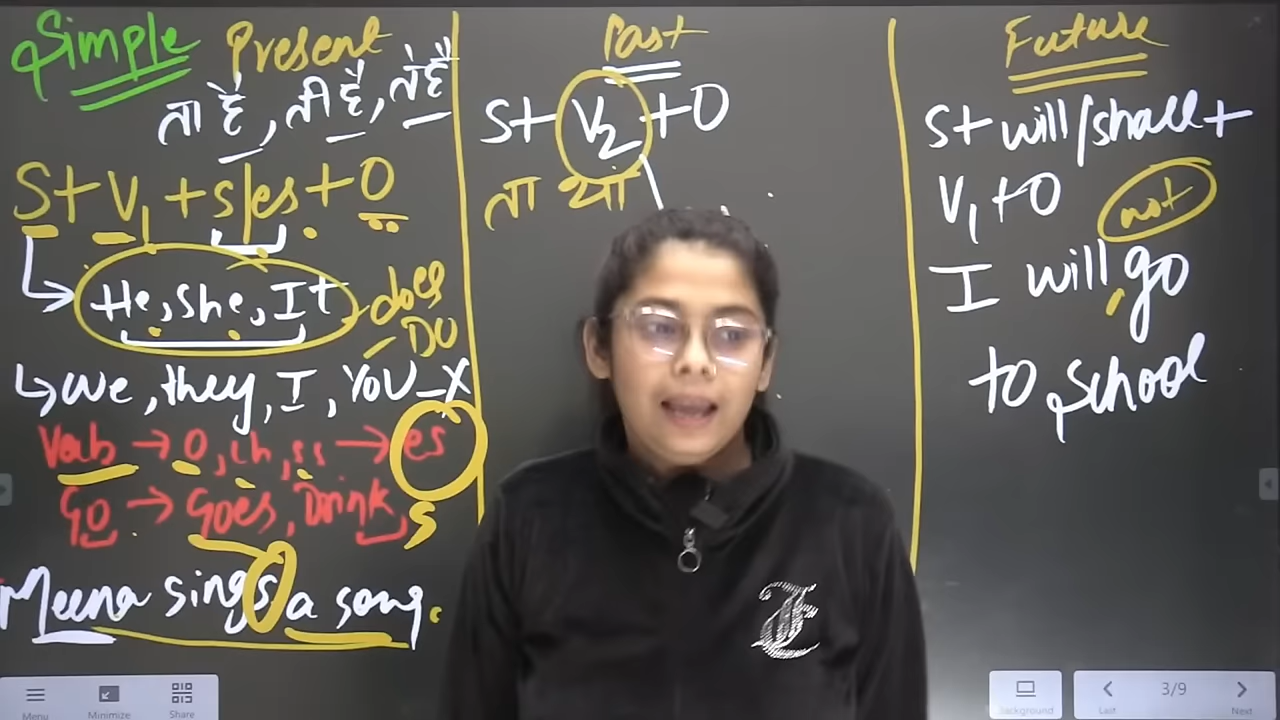 Simple Present
ता है, ती है, ते हैं
S + V1 + s/es + O
He, She, It does
DO
We, they, I, YOU - X
Verb → O, ch, ss → es
Go → Goes, Drink, S
Meena sings a song.
Past
S + V2 + O
ता था
Future
S + will/shall +
V1 + O not
I will go
to school
Menu
Minimize
Share
Background
3/9
Last
Next